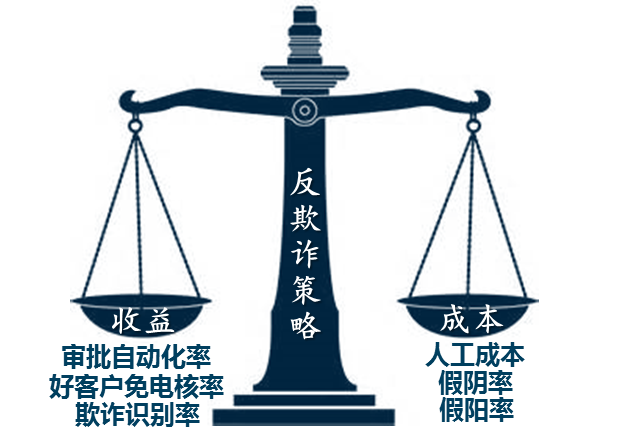 反欺诈策略
收益
审批自动化率
好客户免电核率
欺诈识别率
成本
人工成本
假阴率
假阳率